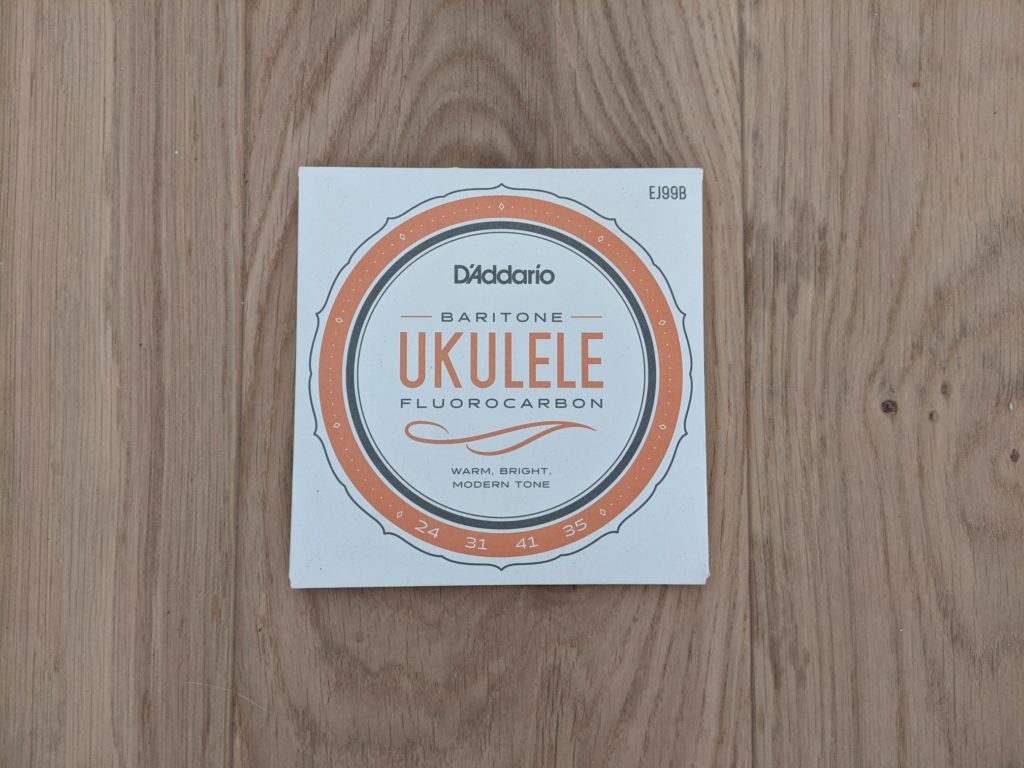 EJ99B
D'Addario
BARITONE
UKULELE
FLUOROCARBON
WARM, BRIGHT,
MODERN TONE
24 31 41 35